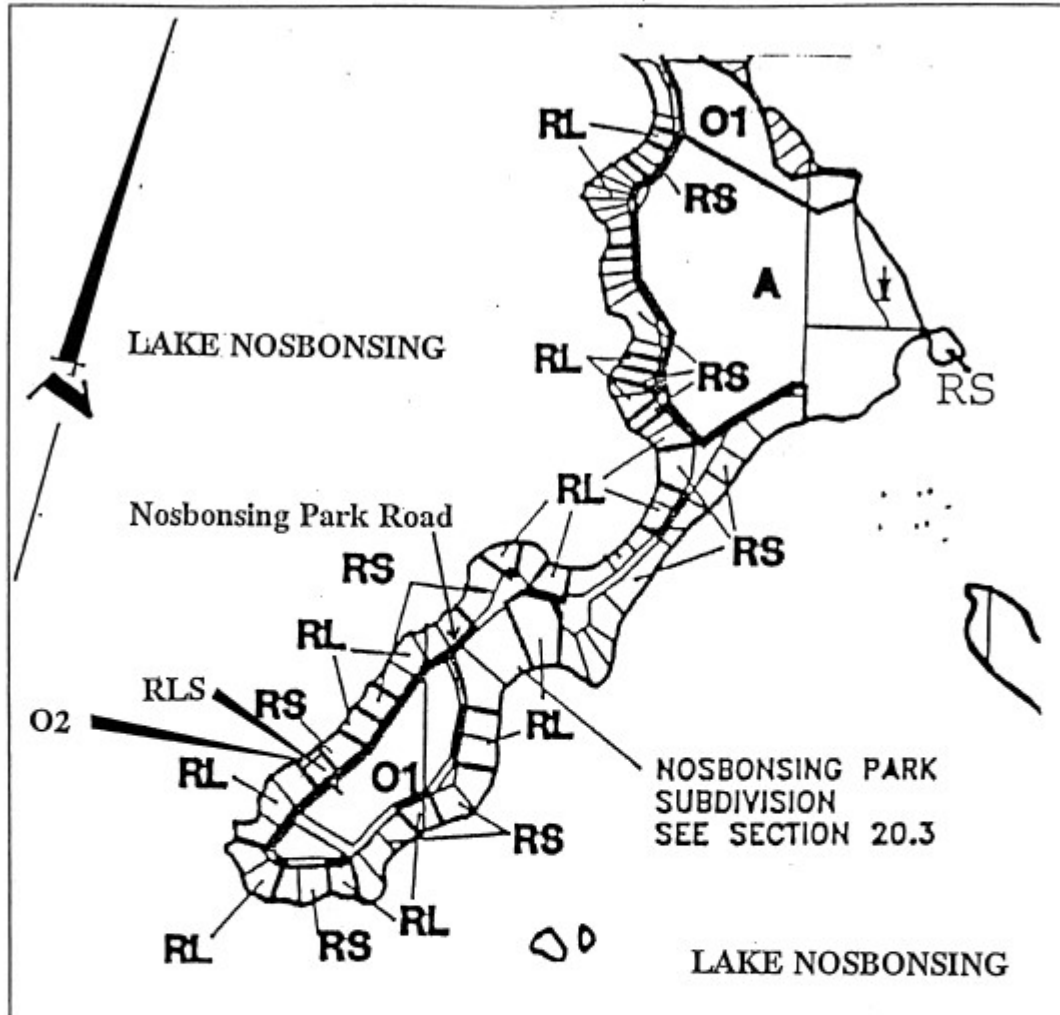 O1
RL
RS
A
LAKE NOSBONSING
RL
RS
RS
RL
Nosbonsing Park Road
RS
RS
RL
RLS
RS
O2
RL
RL
O1
NOSBONSING PARK
SUBDIVISION
SEE SECTION 20.3
RS
RL
RS
RL
LAKE NOSBONSING